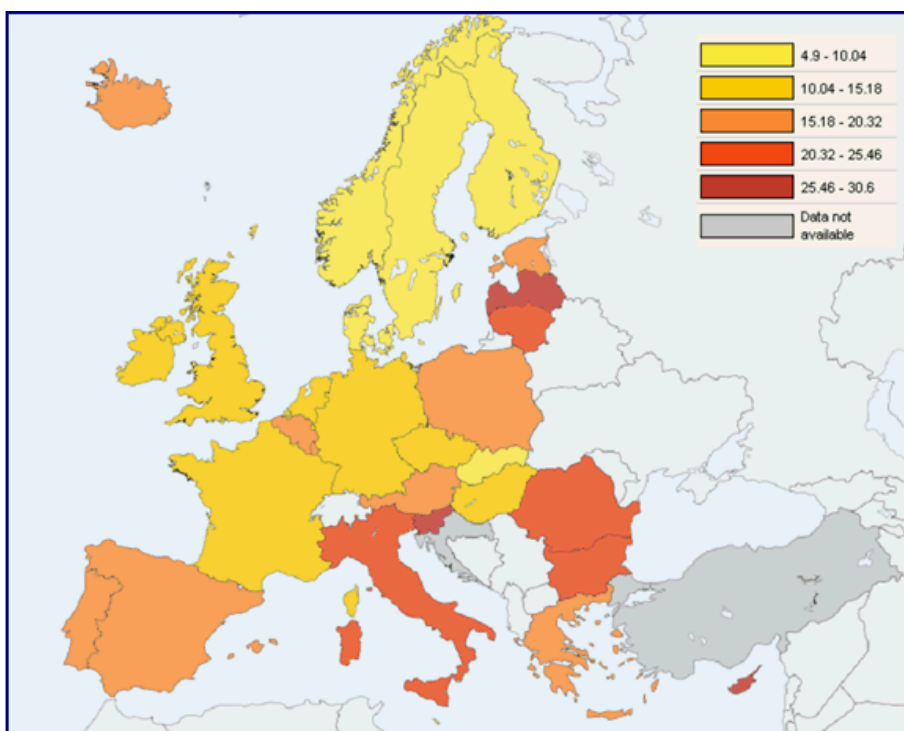 4.9 - 10.04
10.04 - 15.18
15.18 - 20.32
20.32 - 25.46
25.46 - 30.6
Data not
available